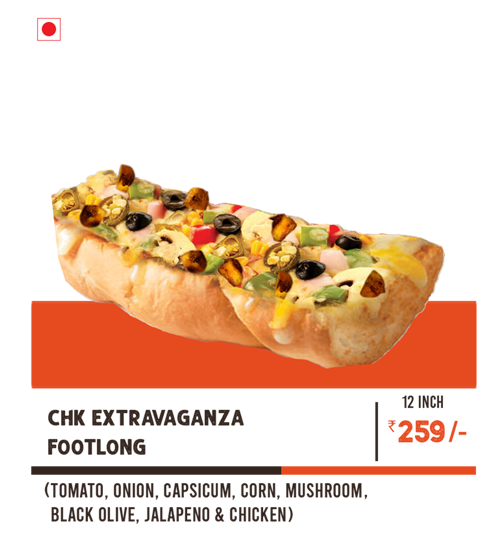 CHK EXTRAVAGANZA
FOOTLONG
12 INCH
₹259/-
(TOMATO, ONION, CAPSICUM, CORN, MUSHROOM,
BLACK OLIVE, JALAPENO & CHICKEN)